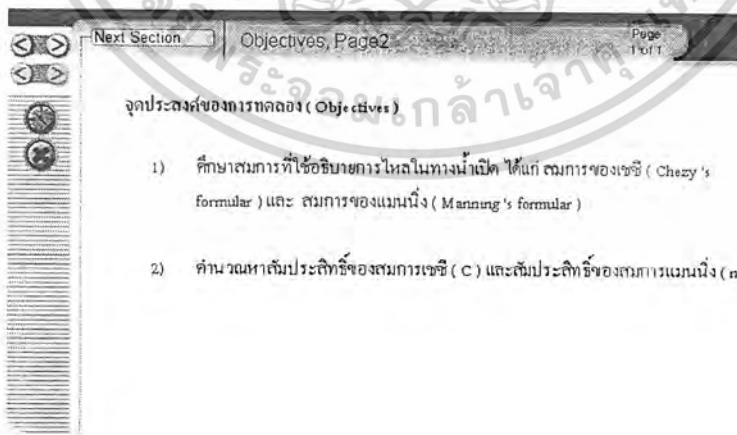 Next Section
Objectives, Page2
Page
1 of 1
จุดประสงค์ของการทดลอง ( Objectives )
1) ศึกษาสมการที่ใช้อธิบายการไหลในทางน้ำเปิด ได้แก่ สมการของเชซี ( Chezy 's
formular ) และ สมการของแมนนิ่ง ( Manning 's formular )
2) คำนวณหาสัมประสิทธิ์ของสมการเชซี ( C ) และสัมประสิทธิ์ของสมการแมนนิ่ง ( n